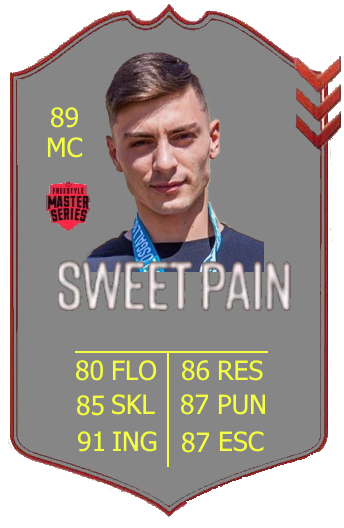 89
MC
FREESTYLE
MASTER
SERIES
SWEET PAIN
80 FLO
86 RES
85 SKL
87 PUN
91 ING
87 ESC